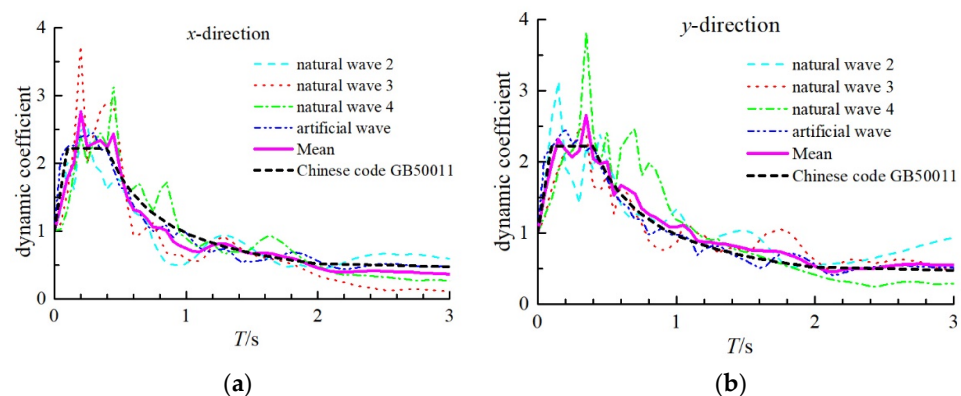 x-direction
natural wave 2
natural wave 3
natural wave 4
artificial wave
Mean
Chinese code GB50011
dynamic coefficient
4
3
2
1
0
0 1 2 3
T/s
(a)
y-direction
natural wave 2
natural wave 3
natural wave 4
artificial wave
Mean
Chinese code GB50011
dynamic coefficient
4
3
2
1
0
0 1 2 3
T/s
(b)